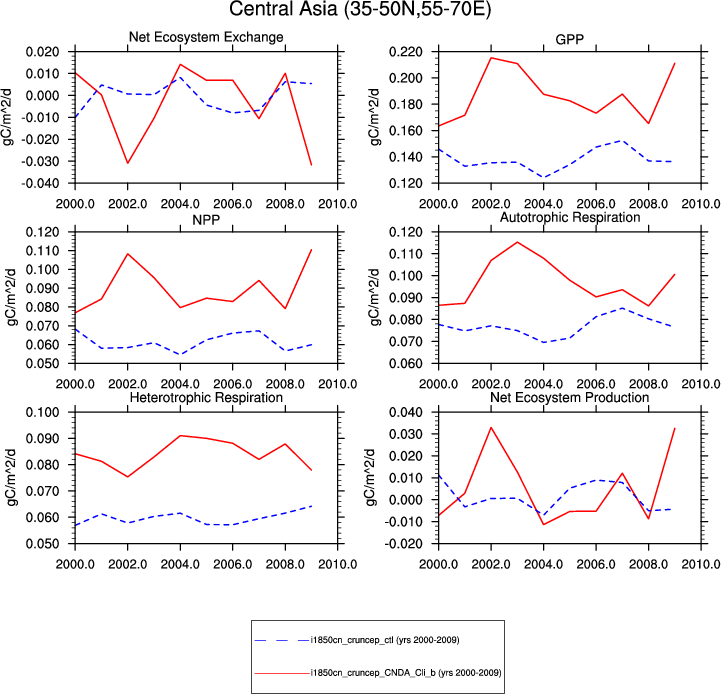 Central Asia (35-50N,55-70E)
Net Ecosystem Exchange
gC/m^2/d
0.020
0.010
0.000
-0.010
-0.020
-0.030
-0.040
2000.0 2002.0 2004.0 2006.0 2008.0 2010.0
GPP
gC/m^2/d
0.220
0.200
0.180
0.160
0.140
0.120
2000.0 2002.0 2004.0 2006.0 2008.0 2010.0
NPP
gC/m^2/d
0.120
0.110
0.100
0.090
0.080
0.070
0.060
0.050
2000.0 2002.0 2004.0 2006.0 2008.0 2010.0
Autotrophic Respiration
gC/m^2/d
0.120
0.110
0.100
0.090
0.080
0.070
0.060
2000.0 2002.0 2004.0 2006.0 2008.0 2010.0
Heterotrophic Respiration
gC/m^2/d
0.100
0.090
0.080
0.070
0.060
0.050
2000.0 2002.0 2004.0 2006.0 2008.0 2010.0
Net Ecosystem Production
gC/m^2/d
0.040
0.030
0.020
0.010
0.000
-0.010
-0.020
2000.0 2002.0 2004.0 2006.0 2008.0 2010.0
i1850cn_cruncep_ctl (yrs 2000-2009)
i1850cn_cruncep_CNDA_Cli_b (yrs 2000-2009)